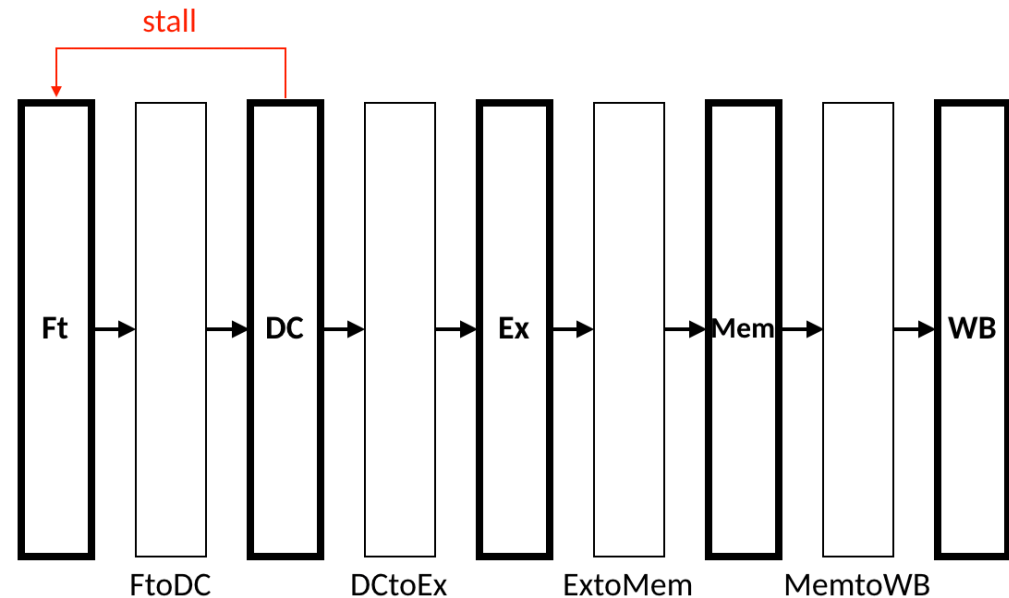 stall
Ft
DC
Ex
Mem
WB
FtoDC
DCtoEx
ExtoMem
MemtoWB